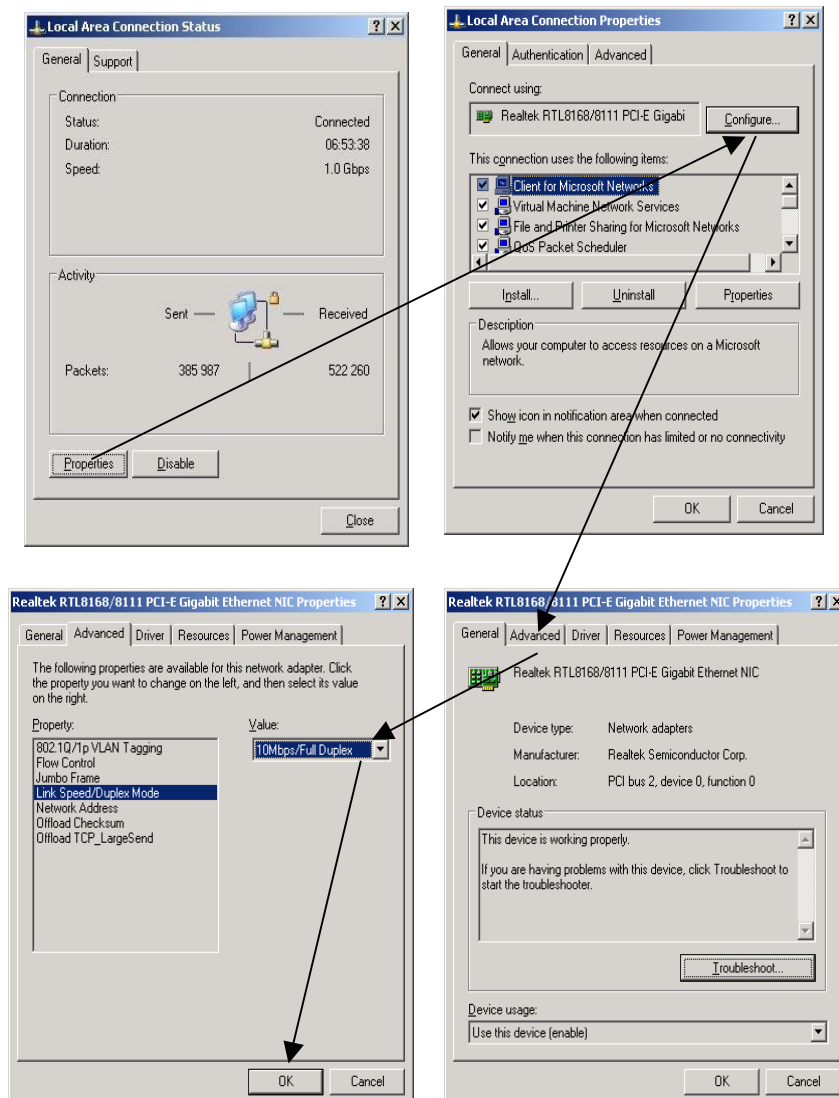 Local Area Connection Status
General Support
Connection
Status: Connected
Duration: 06:53:38
Speed: 1.0 Gbps
Activity
Sent — — Received
Packets: 385 987 522 260
Properties Disable
Close
Local Area Connection Properties
General Authentication Advanced
Connect using:
Realtek RTL8168/8111 PCI-E Gigabi Configure...
This connection uses the following items:
Client for Microsoft Networks
Virtual Machine Network Services
File and Printer Sharing for Microsoft Networks
QoS Packet Scheduler
Install... Uninstall Properties
Description
Allows your computer to access resources on a Microsoft
network.
Show icon in notification area when connected
Notify me when this connection has limited or no connectivity
OK Cancel
Realtek RTL8168/8111 PCI-E Gigabit Ethernet NIC Properties
General Advanced Driver Resources Power Management
The following properties are available for this network adapter. Click
the property you want to change on the left, and then select its value
on the right.
Property: Value:
802.1Q/1p VLAN Tagging 10Mbps/Full Duplex
Flow Control
Jumbo Frame
Link Speed/Duplex Mode
Network Address
Offload Checksum
Offload TCP_LargeSend
OK Cancel
Realtek RTL8168/8111 PCI-E Gigabit Ethernet NIC Properties
General Advanced Driver Resources Power Management
Realtek RTL8168/8111 PCI-E Gigabit Ethernet NIC
Device type: Network adapters
Manufacturer: Realtek Semiconductor Corp.
Location: PCI bus 2, device 0, function 0
Device status
This device is working properly.
If you are having problems with this device, click Troubleshoot to
start the troubleshooter.
Troubleshoot...
Device usage:
Use this device (enable)
OK Cancel